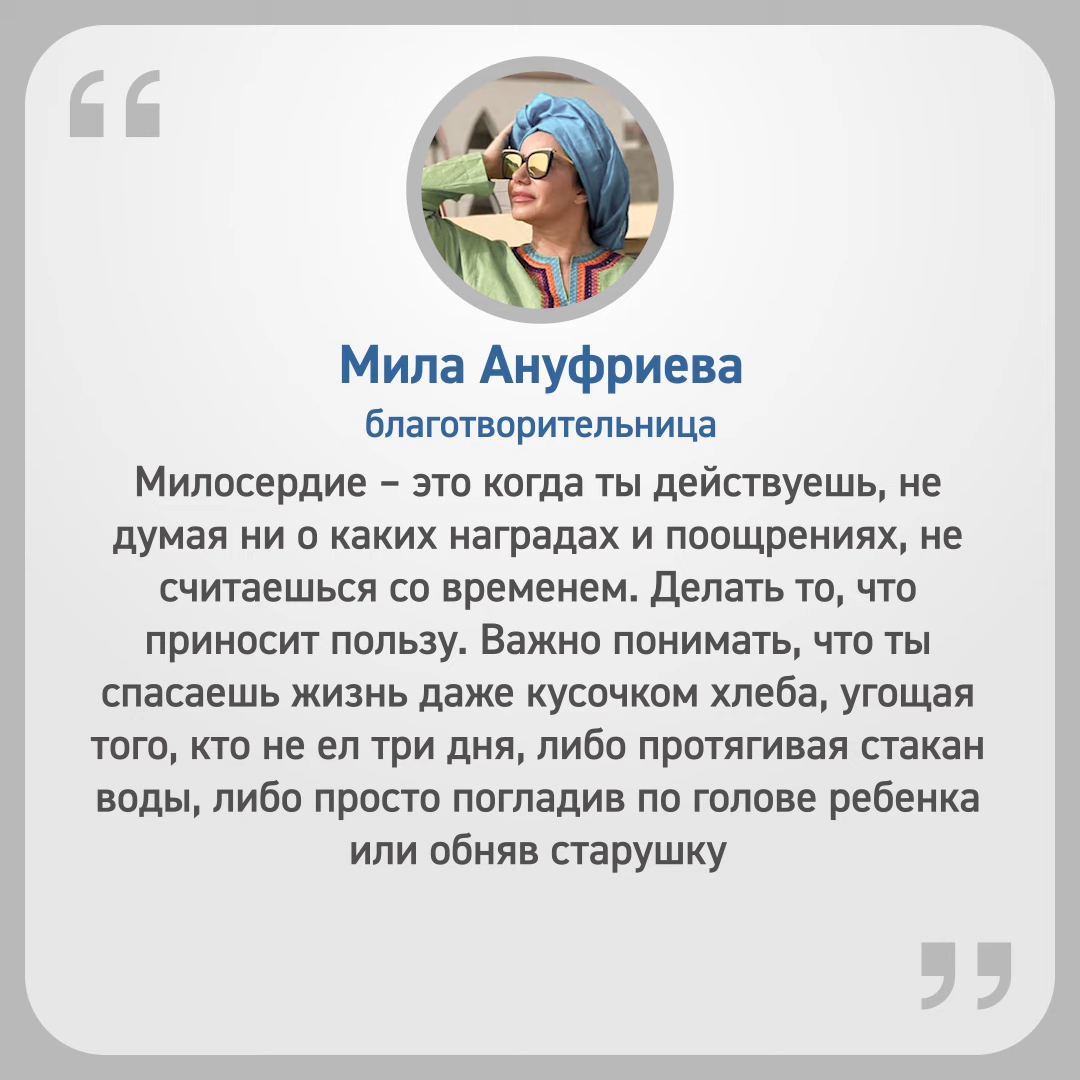 Мила Ануфриева
благотворительница
Милосердие – это когда ты действуешь, не
думая ни о каких наградах и поощрениях, не
считаешься со временем. Делать то, что
приносит пользу. Важно понимать, что ты
спасаешь жизнь даже кусочком хлеба, угощая
того, кто не ел три дня, либо протягивая стакан
воды, либо просто погладив по голове ребенка
или обняв старушку